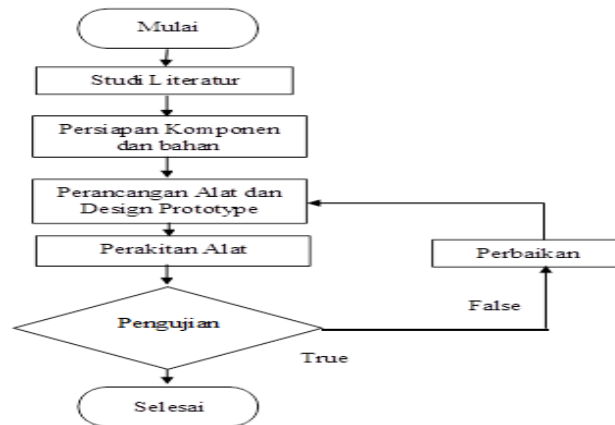 Mulai
Studi Literatur
Persiapan Komponen
dan bahan
Perancangan Alat dan
Design Prototype
Perakitan Alat
Perbaikan
Pengujian
False
True
Selesai